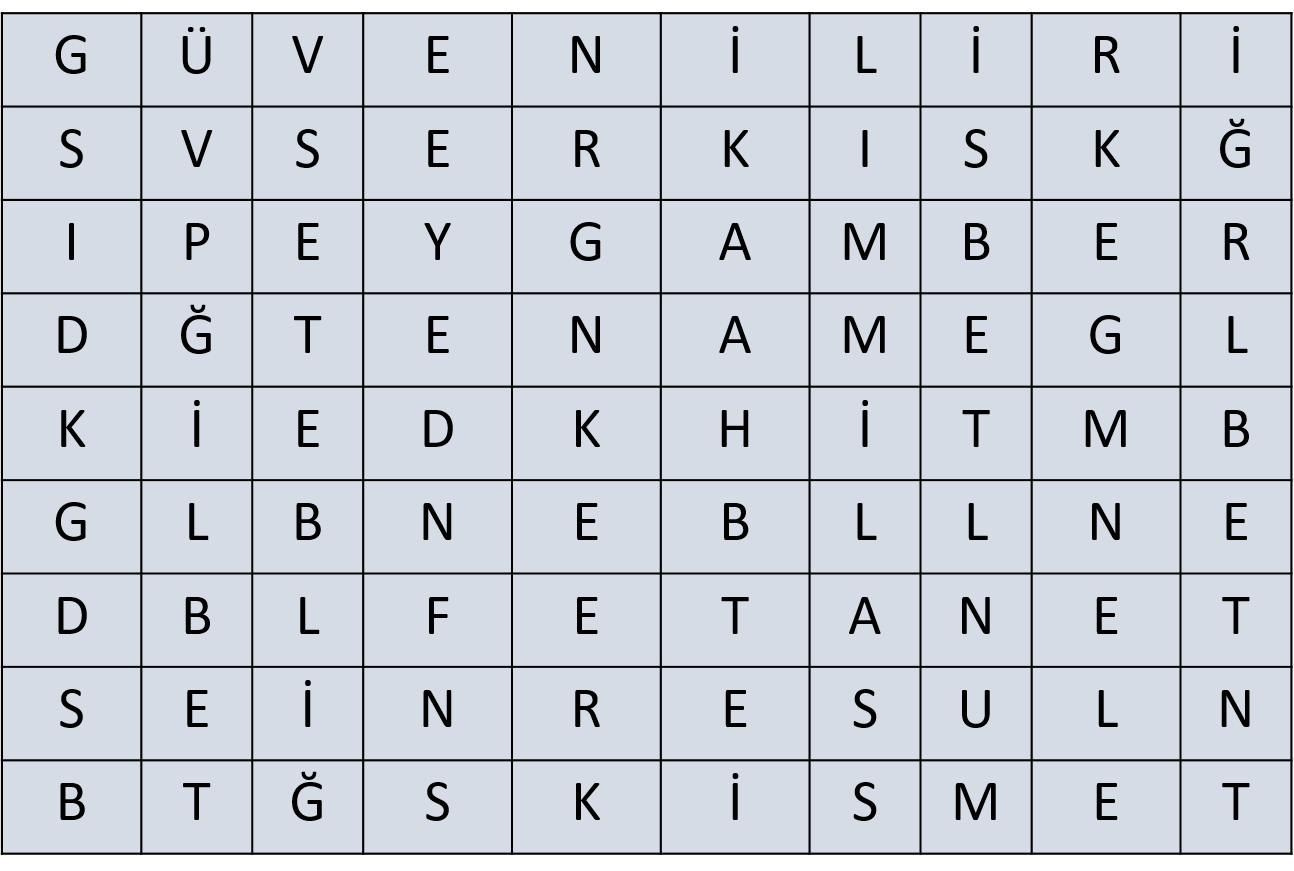 G Ü V E N İ L İ R İ
S V S E R K I S K Ğ
I P E Y G A M B E R
D Ğ T E N A M E G L
K İ E D K H İ T M B
G L B N E B L L N E
D B L F E T A N E T
S E İ N R E S U L N
B T Ğ S K İ S M E T